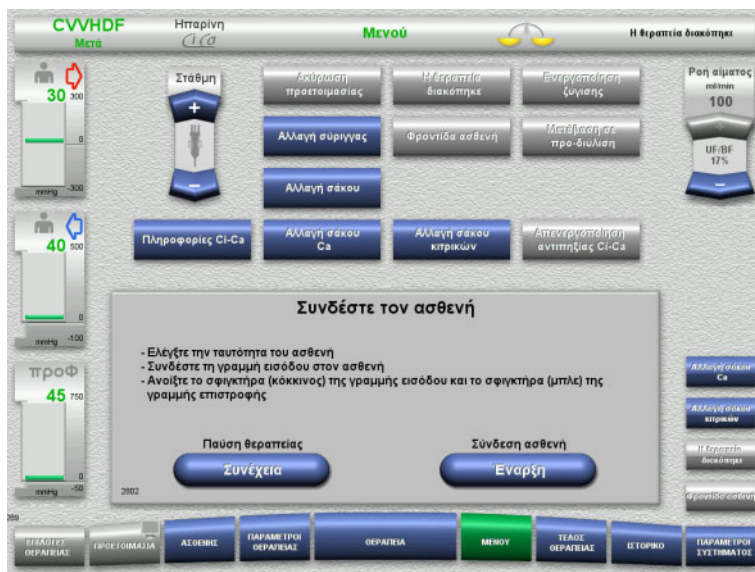 CVVHDF
Μετά
Ηπαρίνη
Ci Ca
Μενού
Η θεραπεία διακόπηκε
30
300
0
-300
mmHg
Στάθμη
+
−
Ακύρωση
προετοιμασίας
Η θεραπεία
διακόπηκε
Ενεργοποίηση
ζύγισης
Αλλαγή σύριγγας
Φροντίδα ασθενή
Μετάβαση σε
προ-διύλιση
Αλλαγή σάκου
Πληροφορίες Ci-Ca
Αλλαγή σάκου
Ca
Αλλαγή σάκου
κιτρικών
Απενεργοποίηση
αντιπηξίας Ci-Ca
Ροή αίματος
ml/min
100
+
UF/BF
17%
−
40
500
0
-100
mmHg
προΦ
45
750
0
-50
mmHg
Συνδέστε τον ασθενή
- Ελέγξτε την ταυτότητα του ασθενή
- Συνδέστε τη γραμμή εισόδου στον ασθενή
- Ανοίξτε το σφιγκτήρα (κόκκινος) της γραμμής εισόδου και το σφιγκτήρα (μπλε) της
γραμμής επιστροφής
Παύση θεραπείας
Συνέχεια
Σύνδεση ασθενή
Έναρξη
2802
Αλλαγή σάκου
Ca
Αλλαγή σάκου
κιτρικών
Η θεραπεία
διακόπηκε
Φροντίδα ασθενή
ΕΠΙΛΟΓΕΣ
ΘΕΡΑΠΕΙΑΣ
ΠΡΟΕΤΟΙΜΑΣΙΑ
ΑΣΘΕΝΗΣ
ΠΑΡΑΜΕΤΡΟΙ
ΘΕΡΑΠΕΙΑΣ
ΘΕΡΑΠΕΙΑ
ΜΕΝΟΥ
ΤΕΛΟΣ
ΘΕΡΑΠΕΙΑΣ
ΙΣΤΟΡΙΚΟ
ΠΑΡΑΜΕΤΡΟΙ
ΣΥΣΤΗΜΑΤΟΣ